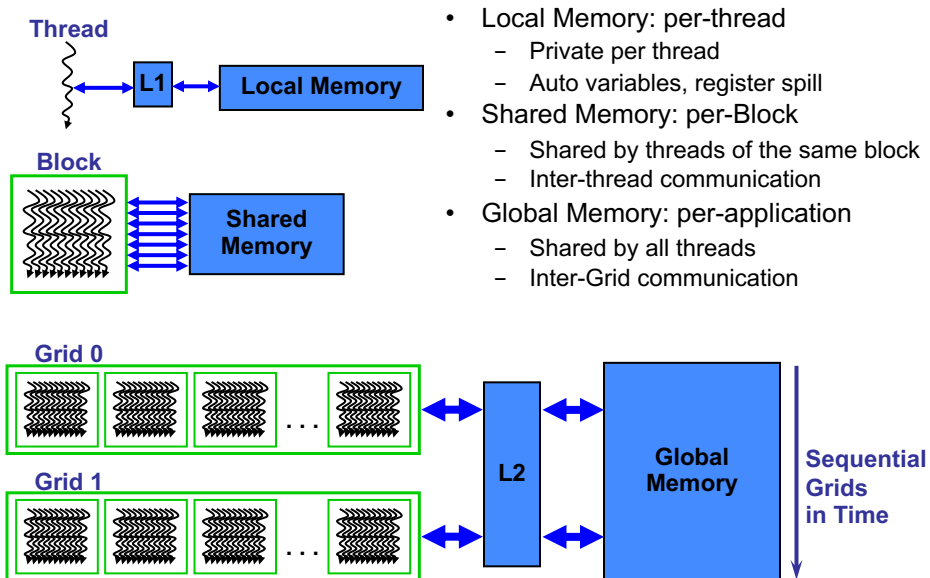 Thread
L1
Local Memory
Block
Shared
Memory
• Local Memory: per-thread
– Private per thread
– Auto variables, register spill
• Shared Memory: per-Block
– Shared by threads of the same block
– Inter-thread communication
• Global Memory: per-application
– Shared by all threads
– Inter-Grid communication
Grid 0
. . .
Grid 1
. . .
L2
Global
Memory
Sequential
Grids
in Time